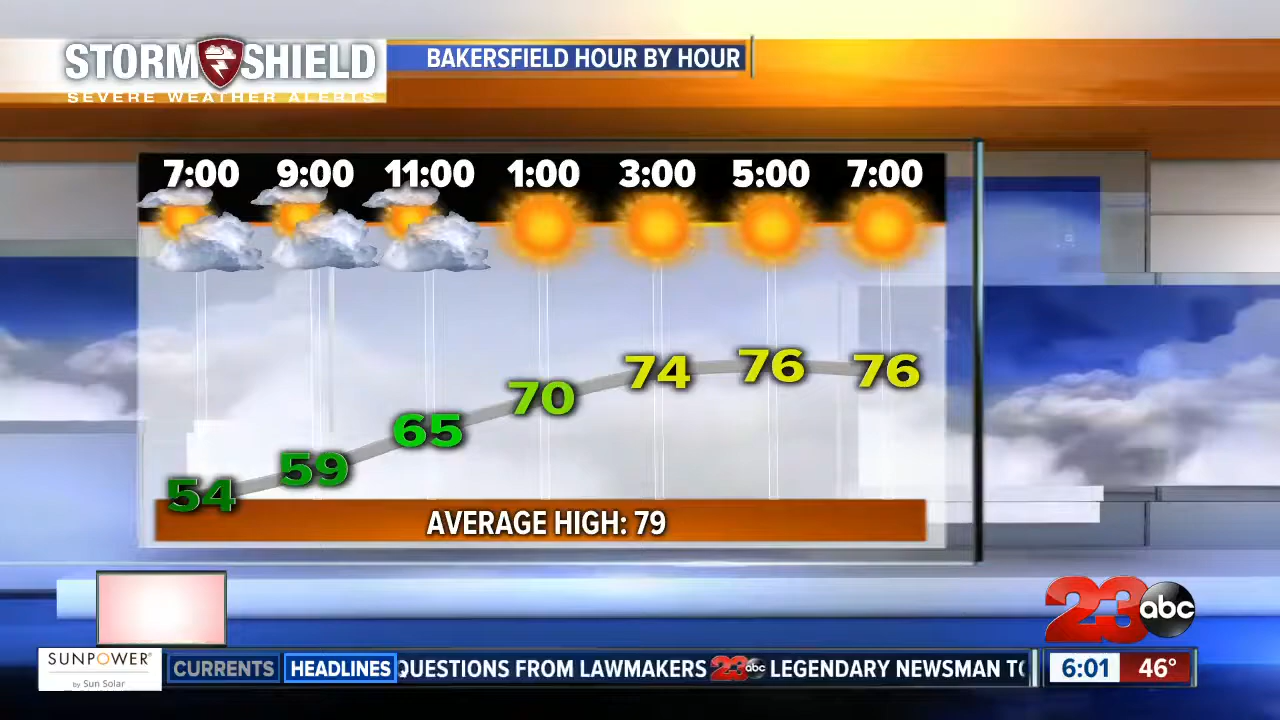 STORM SHIELD
SEVERE WEATHER ALERTS
BAKERSFIELD HOUR BY HOUR
7:00 9:00 11:00 1:00 3:00 5:00 7:00
54 59 65 70 74 76 76
AVERAGE HIGH: 79
23 abc
SUNPOWER®
by Sun Solar
CURRENTS HEADLINES QUESTIONS FROM LAWMAKERS 23 abc LEGENDARY NEWSMAN
6:01 46°